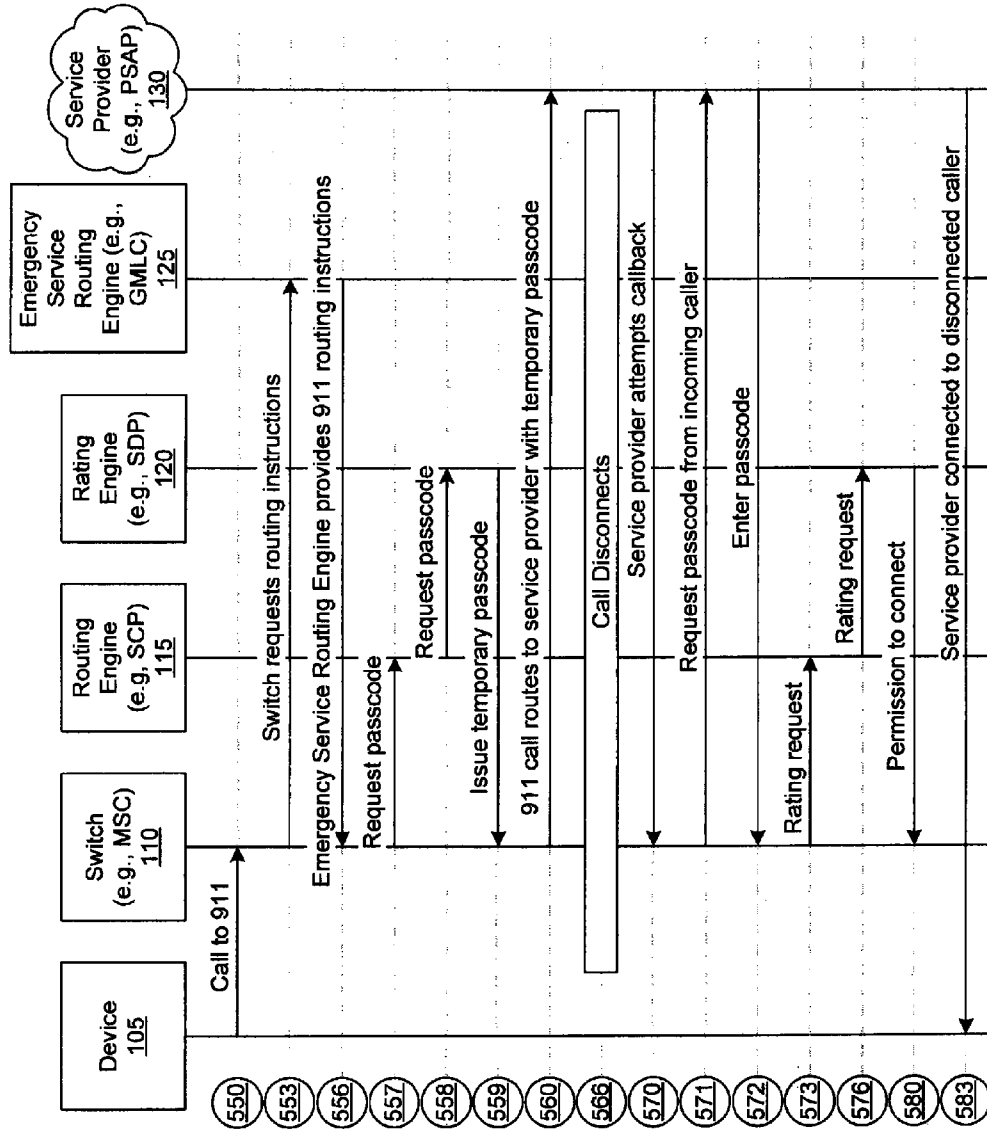 Device
105
Switch
(e.g., MSC)
110
Routing
Engine
(e.g, SCP)
115
Rating
Engine
(e.g., SDP)
120
Emergency
Service
Routing
Engine (e.g.,
GMLC)
125
Service
Provider
(e.g., PSAP)
130
550
Call to 911
553
Switch requests routing instructions
556
Emergency Service Routing Engine provides 911 routing instructions
557
Request passcode
558
Request passcode
559
Issue temporary passcode
560
911 call routes to service provider with temporary passcode
566
Call Disconnects
570
Service provider attempts callback
571
Request passcode from incoming caller
572
Enter passcode
573
Rating request
576
Rating request
580
Permission to connect
583
Service provider connected to disconnected caller